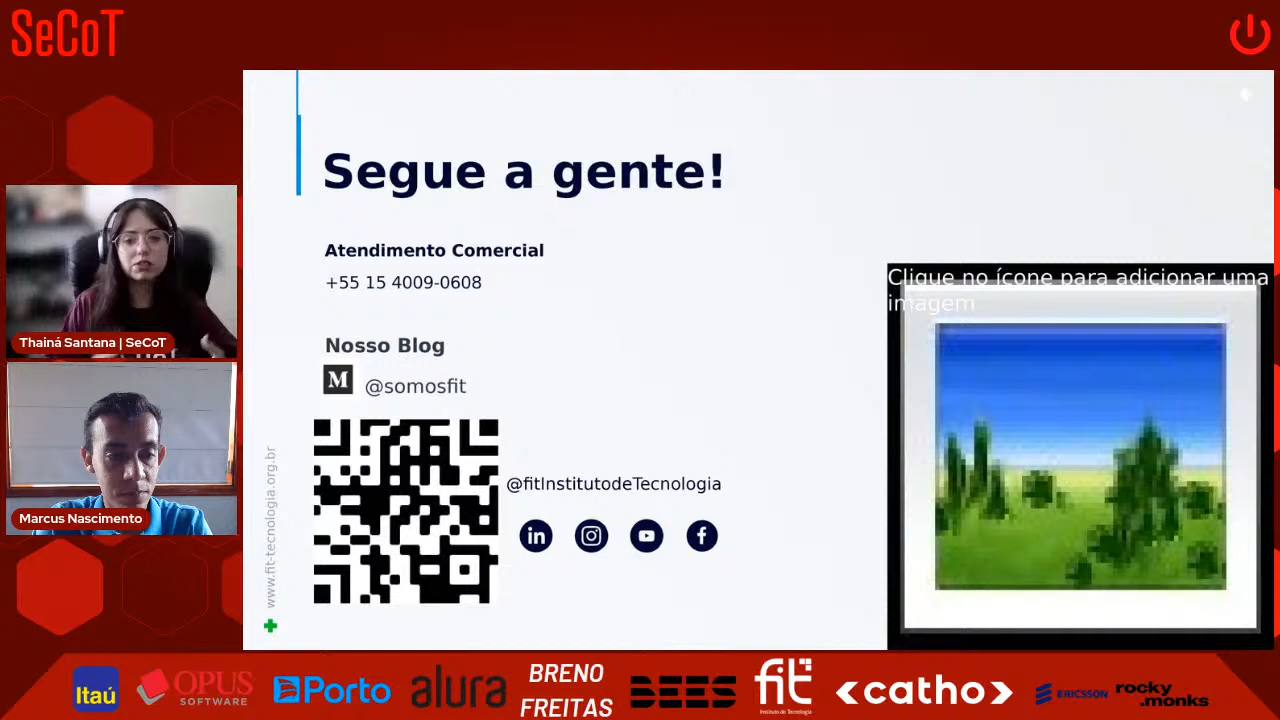 SeCoT
Segue a gente!
Atendimento Comercial
+55 15 4009-0608
Nosso Blog
M @somosfit
@fitInstitutodeTecnologia
in
f
www.fit-tecnologia.org.br
Clique no ícone para adicionar uma
imagem
Thainá Santana | SeCoT
Marcus Nascimento
Itaú
OPUS
SOFTWARE
Porto
alura
BRENO
FREITAS
BEES
fit
Instituto de Tecnologia
catho
ERICSSON
rocky
.monks